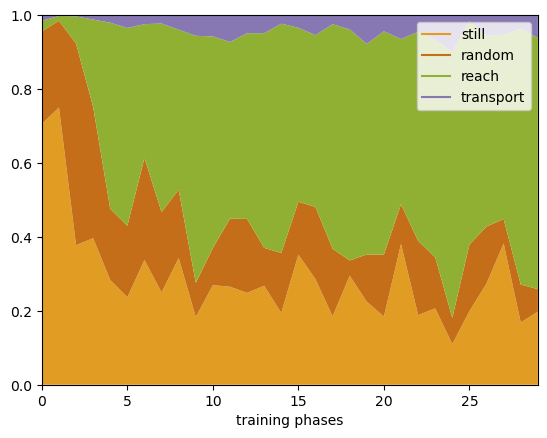 1.0
0.8
0.6
0.4
0.2
0.0
still
random
reach
transport
0 5 10 15 20 25
training phases